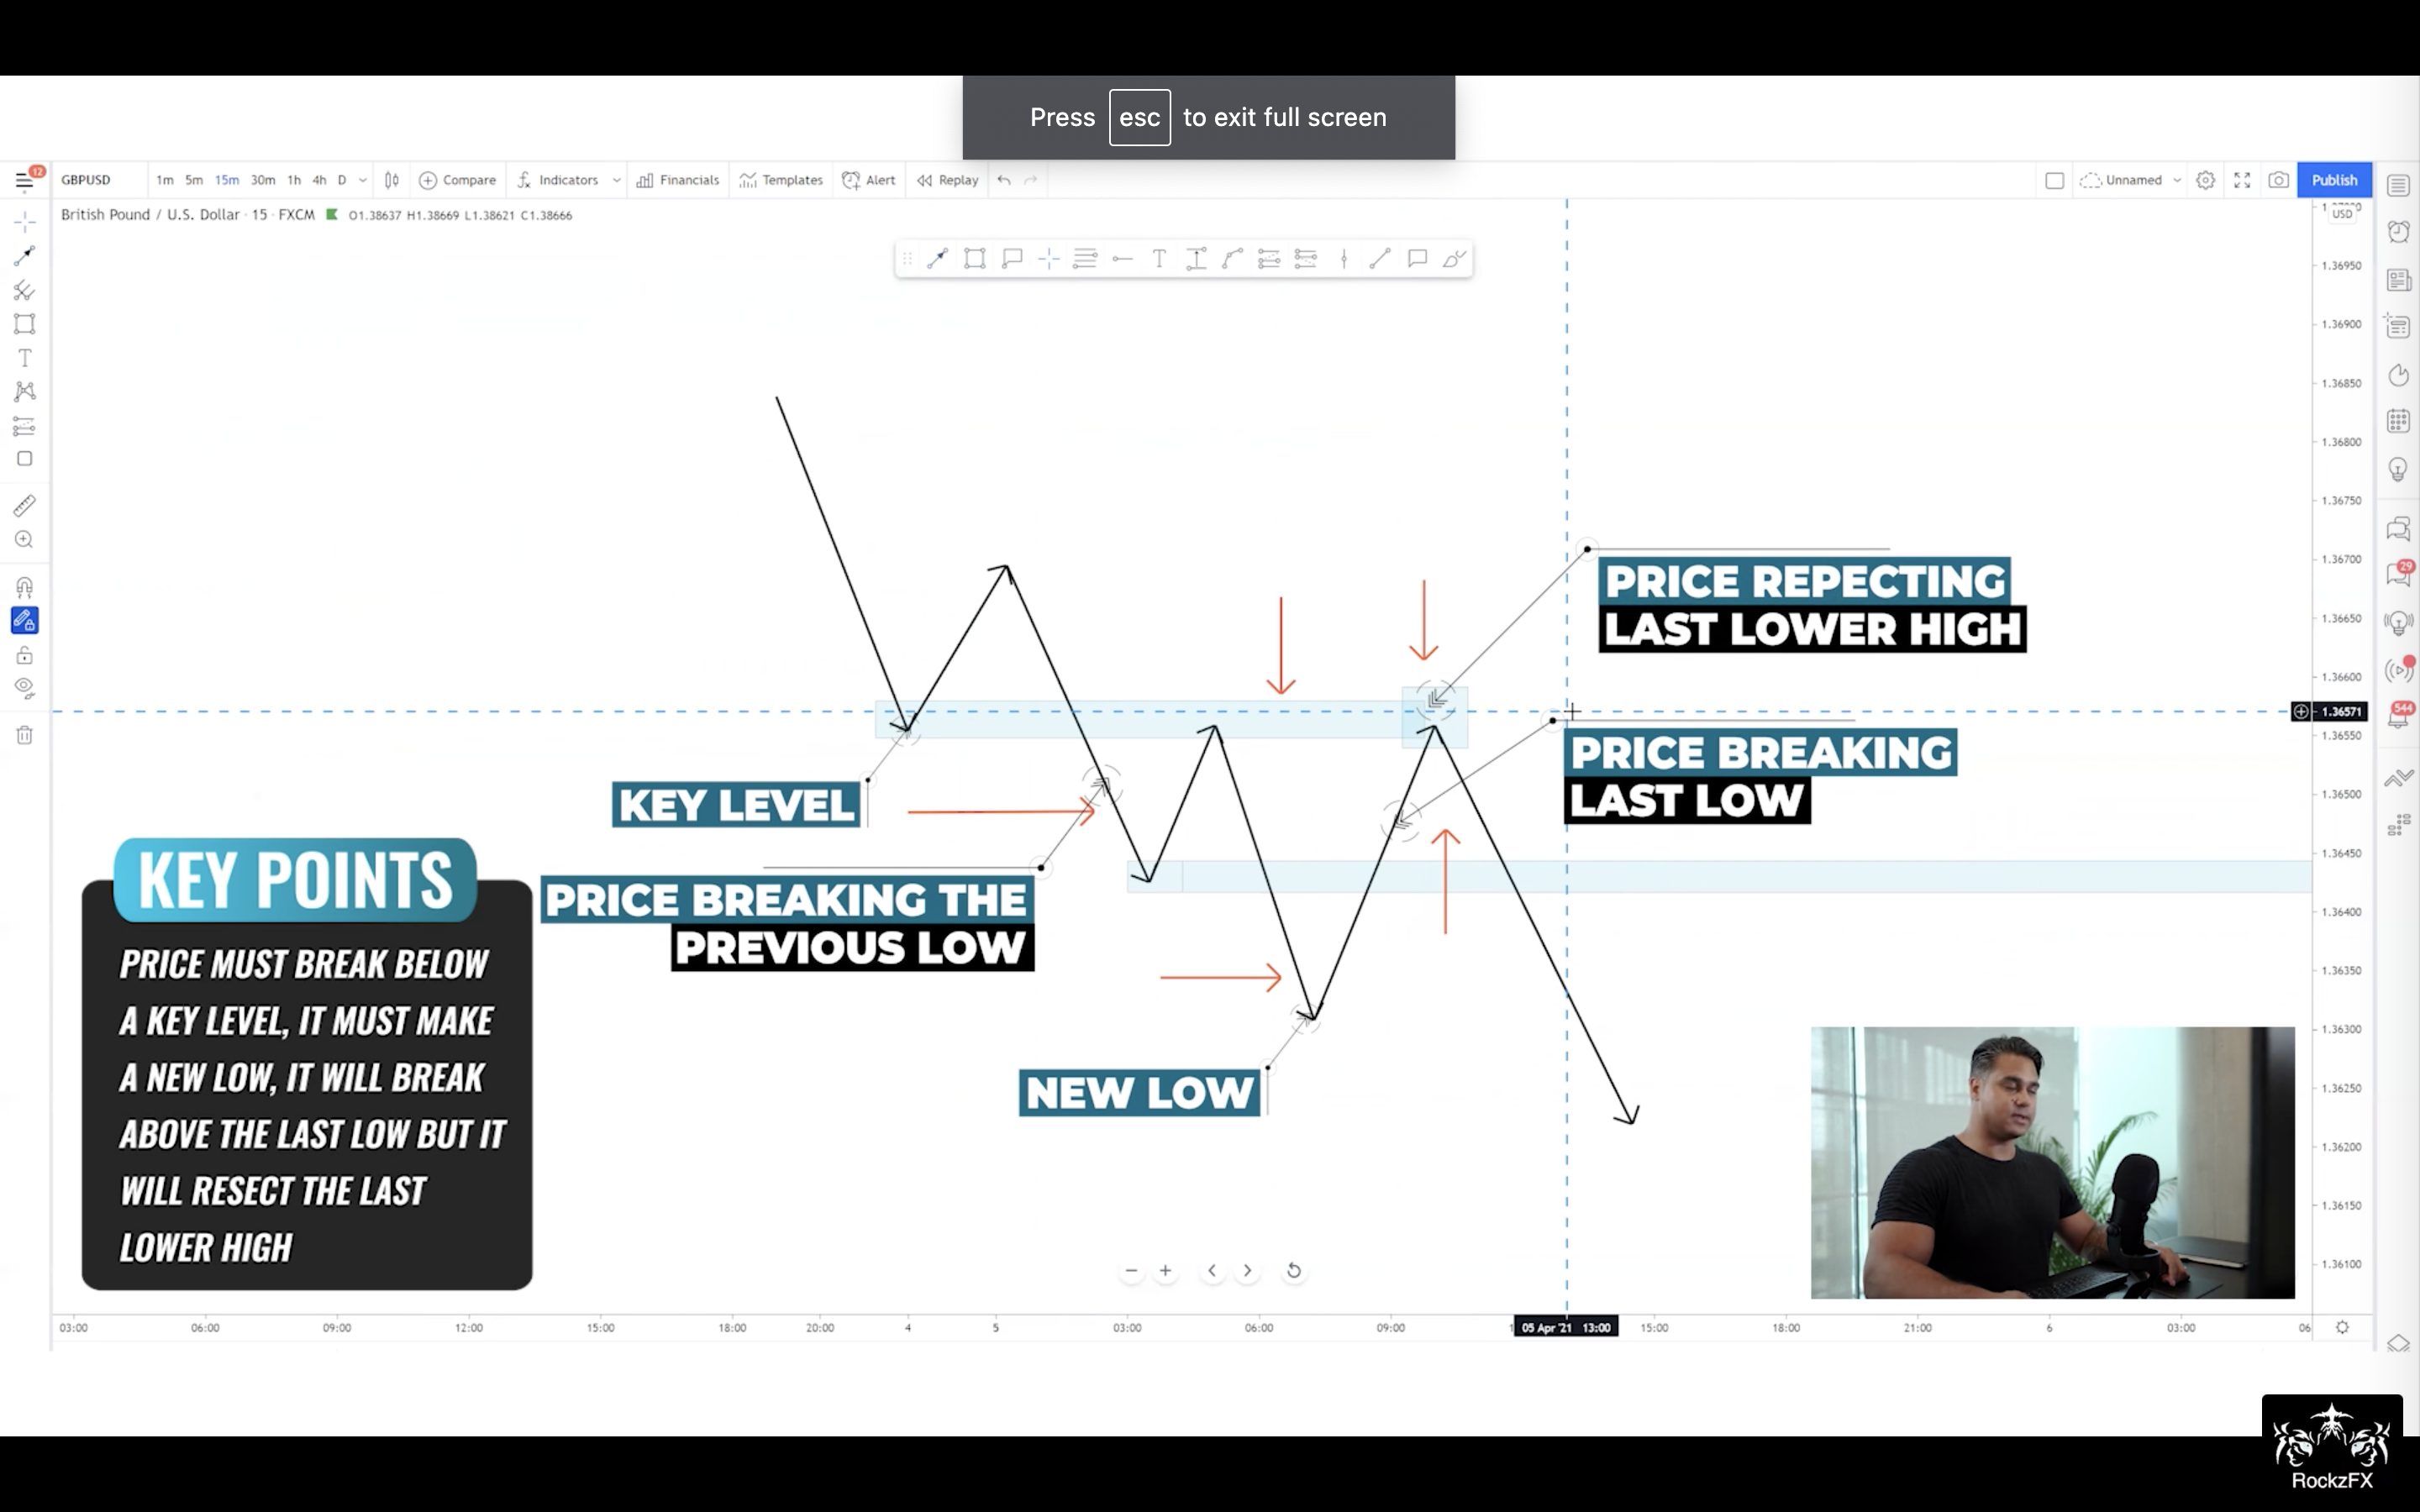 Press esc to exit full screen
12
GBPUSD 1m 5m 15m 30m 1h 4h D Compare Indicators Financials Templates Alert Replay Unnamed Publish
British Pound / U.S. Dollar · 15 · FXCM O1.38637 H1.38669 L1.38621 C1.38666
USD
1.36950
1.36900
1.36850
1.36800
1.36750
1.36700
1.36650
1.36600
1.36571
1.36550
1.36500
1.36450
1.36400
1.36350
1.36300
1.36250
1.36200
1.36150
1.36100
29
544
PRICE REPECTING
LAST LOWER HIGH
PRICE BREAKING
LAST LOW
KEY LEVEL
PRICE BREAKING THE
PREVIOUS LOW
NEW LOW
KEY POINTS
PRICE MUST BREAK BELOW
A KEY LEVEL, IT MUST MAKE
A NEW LOW, IT WILL BREAK
ABOVE THE LAST LOW BUT IT
WILL RESECT THE LAST
LOWER HIGH
03:00 06:00 09:00 12:00 15:00 18:00 20:00 4 5 03:00 06:00 09:00 05 Apr '21 13:00 15:00 18:00 21:00 6 03:00 06
RockzFX